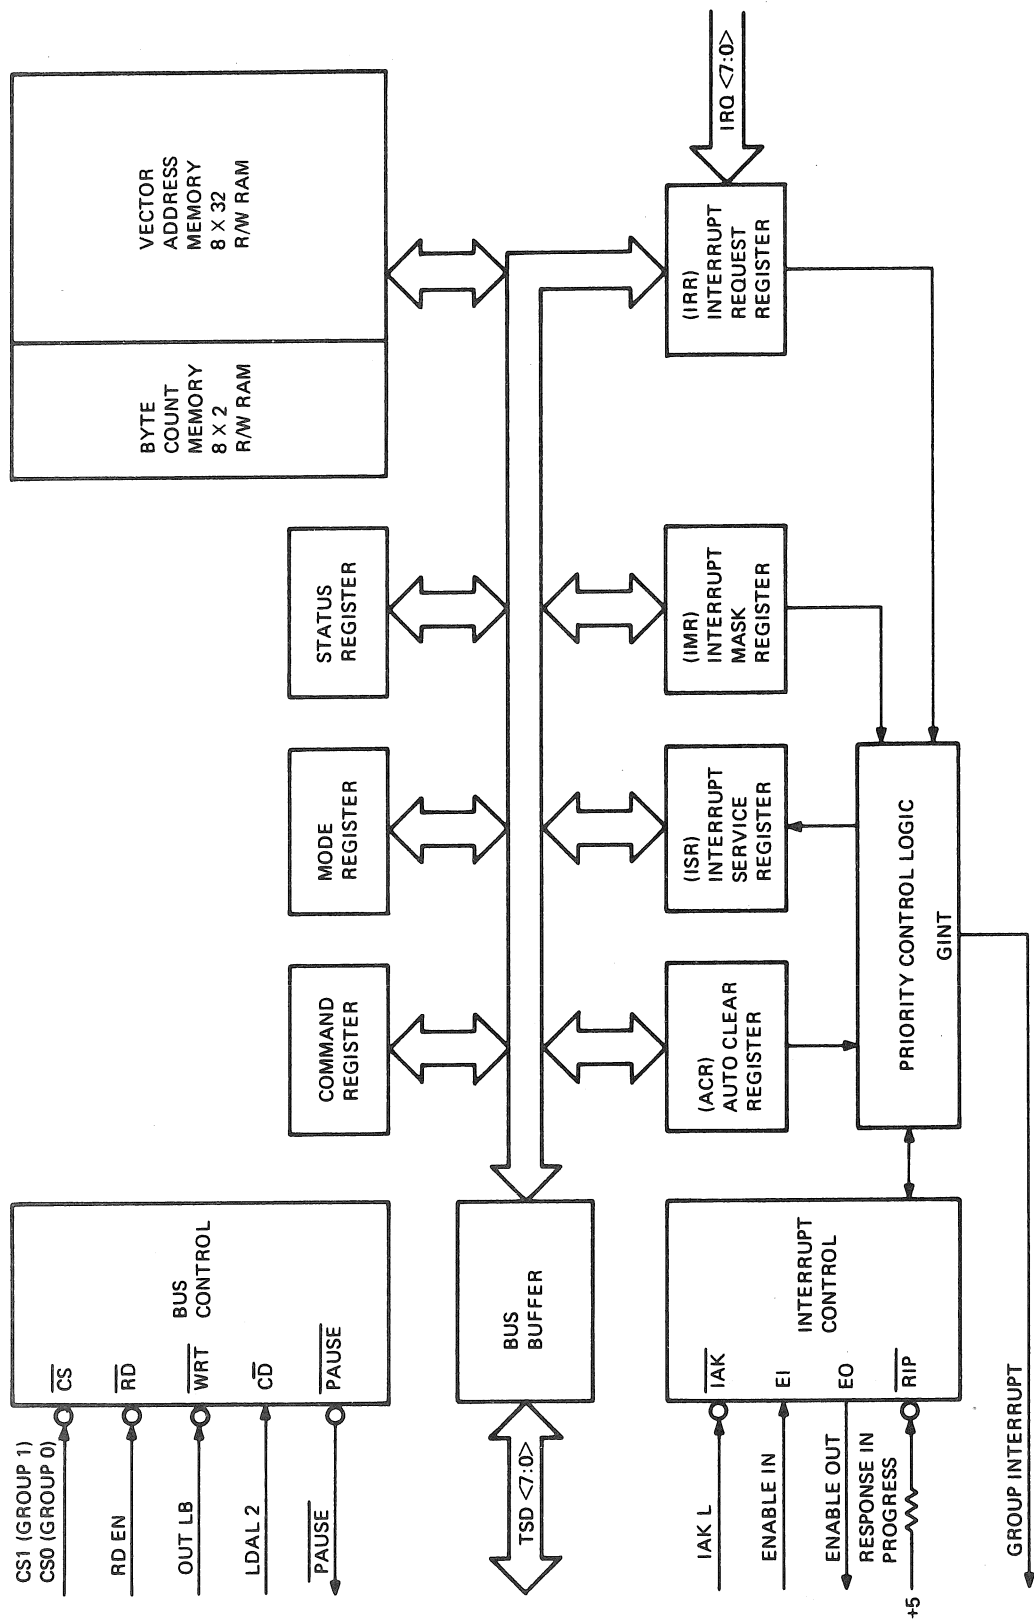 CS1 (GROUP 1)
CS0 (GROUP 0)
RD EN
OUT LB
LDAL 2
PAUSE
CS
RD
WRT
CD
PAUSE
BUS
CONTROL
COMMAND
REGISTER
MODE
REGISTER
STATUS
REGISTER
BYTE
COUNT
MEMORY
8 X 2
R/W RAM
VECTOR
ADDRESS
MEMORY
8 X 32
R/W RAM
TSD <7:0>
BUS
BUFFER
IAK L
ENABLE IN
ENABLE OUT
RESPONSE IN
PROGRESS
+5
IAK
EI
EO
RIP
INTERRUPT
CONTROL
(ACR)
AUTO CLEAR
REGISTER
(ISR)
INTERRUPT
SERVICE
REGISTER
(IMR)
INTERRUPT
MASK
REGISTER
(IRR)
INTERRUPT
REQUEST
REGISTER
IRQ <7:0>
PRIORITY CONTROL LOGIC
GINT
GROUP INTERRUPT